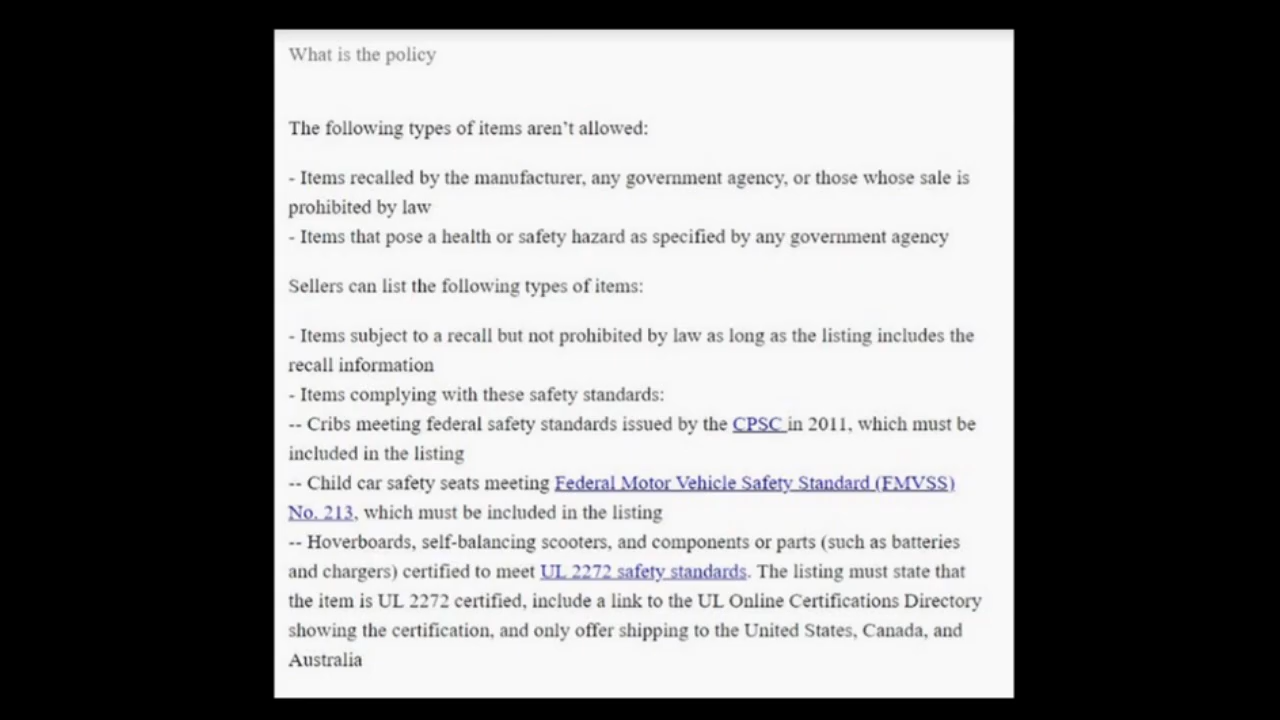 What is the policy
The following types of items aren’t allowed:
- Items recalled by the manufacturer, any government agency, or those whose sale is
prohibited by law
- Items that pose a health or safety hazard as specified by any government agency
Sellers can list the following types of items:
- Items subject to a recall but not prohibited by law as long as the listing includes the
recall information
- Items complying with these safety standards:
-- Cribs meeting federal safety standards issued by the CPSC in 2011, which must be
included in the listing
-- Child car safety seats meeting Federal Motor Vehicle Safety Standard (FMVSS)
No. 213, which must be included in the listing
-- Hoverboards, self-balancing scooters, and components or parts (such as batteries
and chargers) certified to meet UL 2272 safety standards. The listing must state that
the item is UL 2272 certified, include a link to the UL Online Certifications Directory
showing the certification, and only offer shipping to the United States, Canada, and
Australia